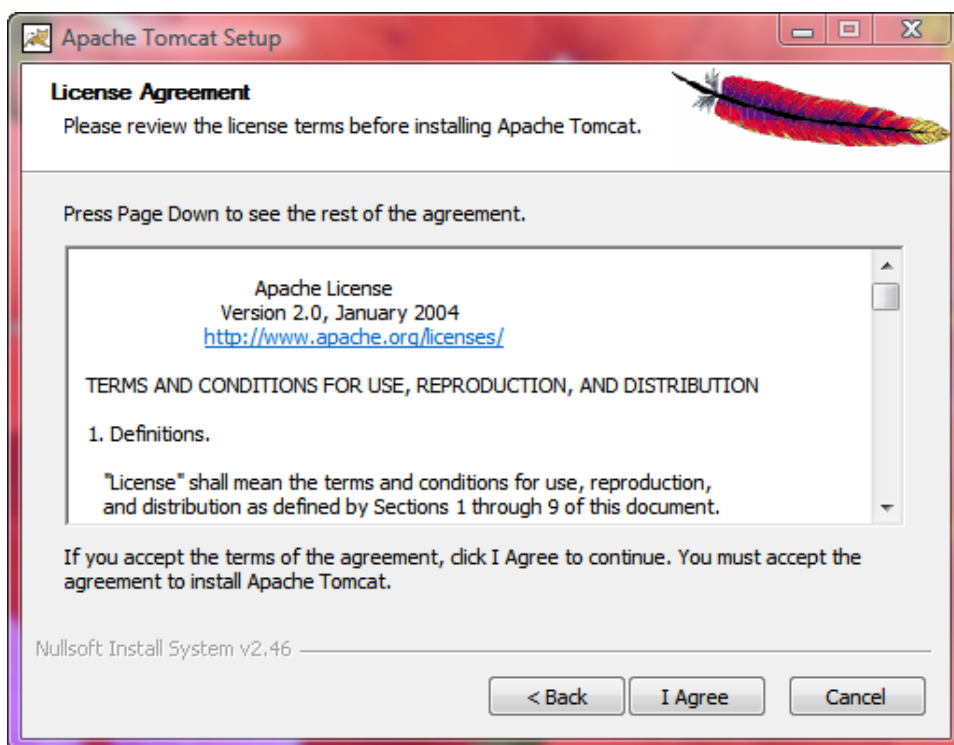 Apache Tomcat Setup
License Agreement
Please review the license terms before installing Apache Tomcat.
Press Page Down to see the rest of the agreement.
Apache License
Version 2.0, January 2004
http://www.apache.org/licenses/
TERMS AND CONDITIONS FOR USE, REPRODUCTION, AND DISTRIBUTION
1. Definitions.
"License" shall mean the terms and conditions for use, reproduction,
and distribution as defined by Sections 1 through 9 of this document.
If you accept the terms of the agreement, click I Agree to continue. You must accept the
agreement to install Apache Tomcat.
Nullsoft Install System v2.46
< Back I Agree Cancel